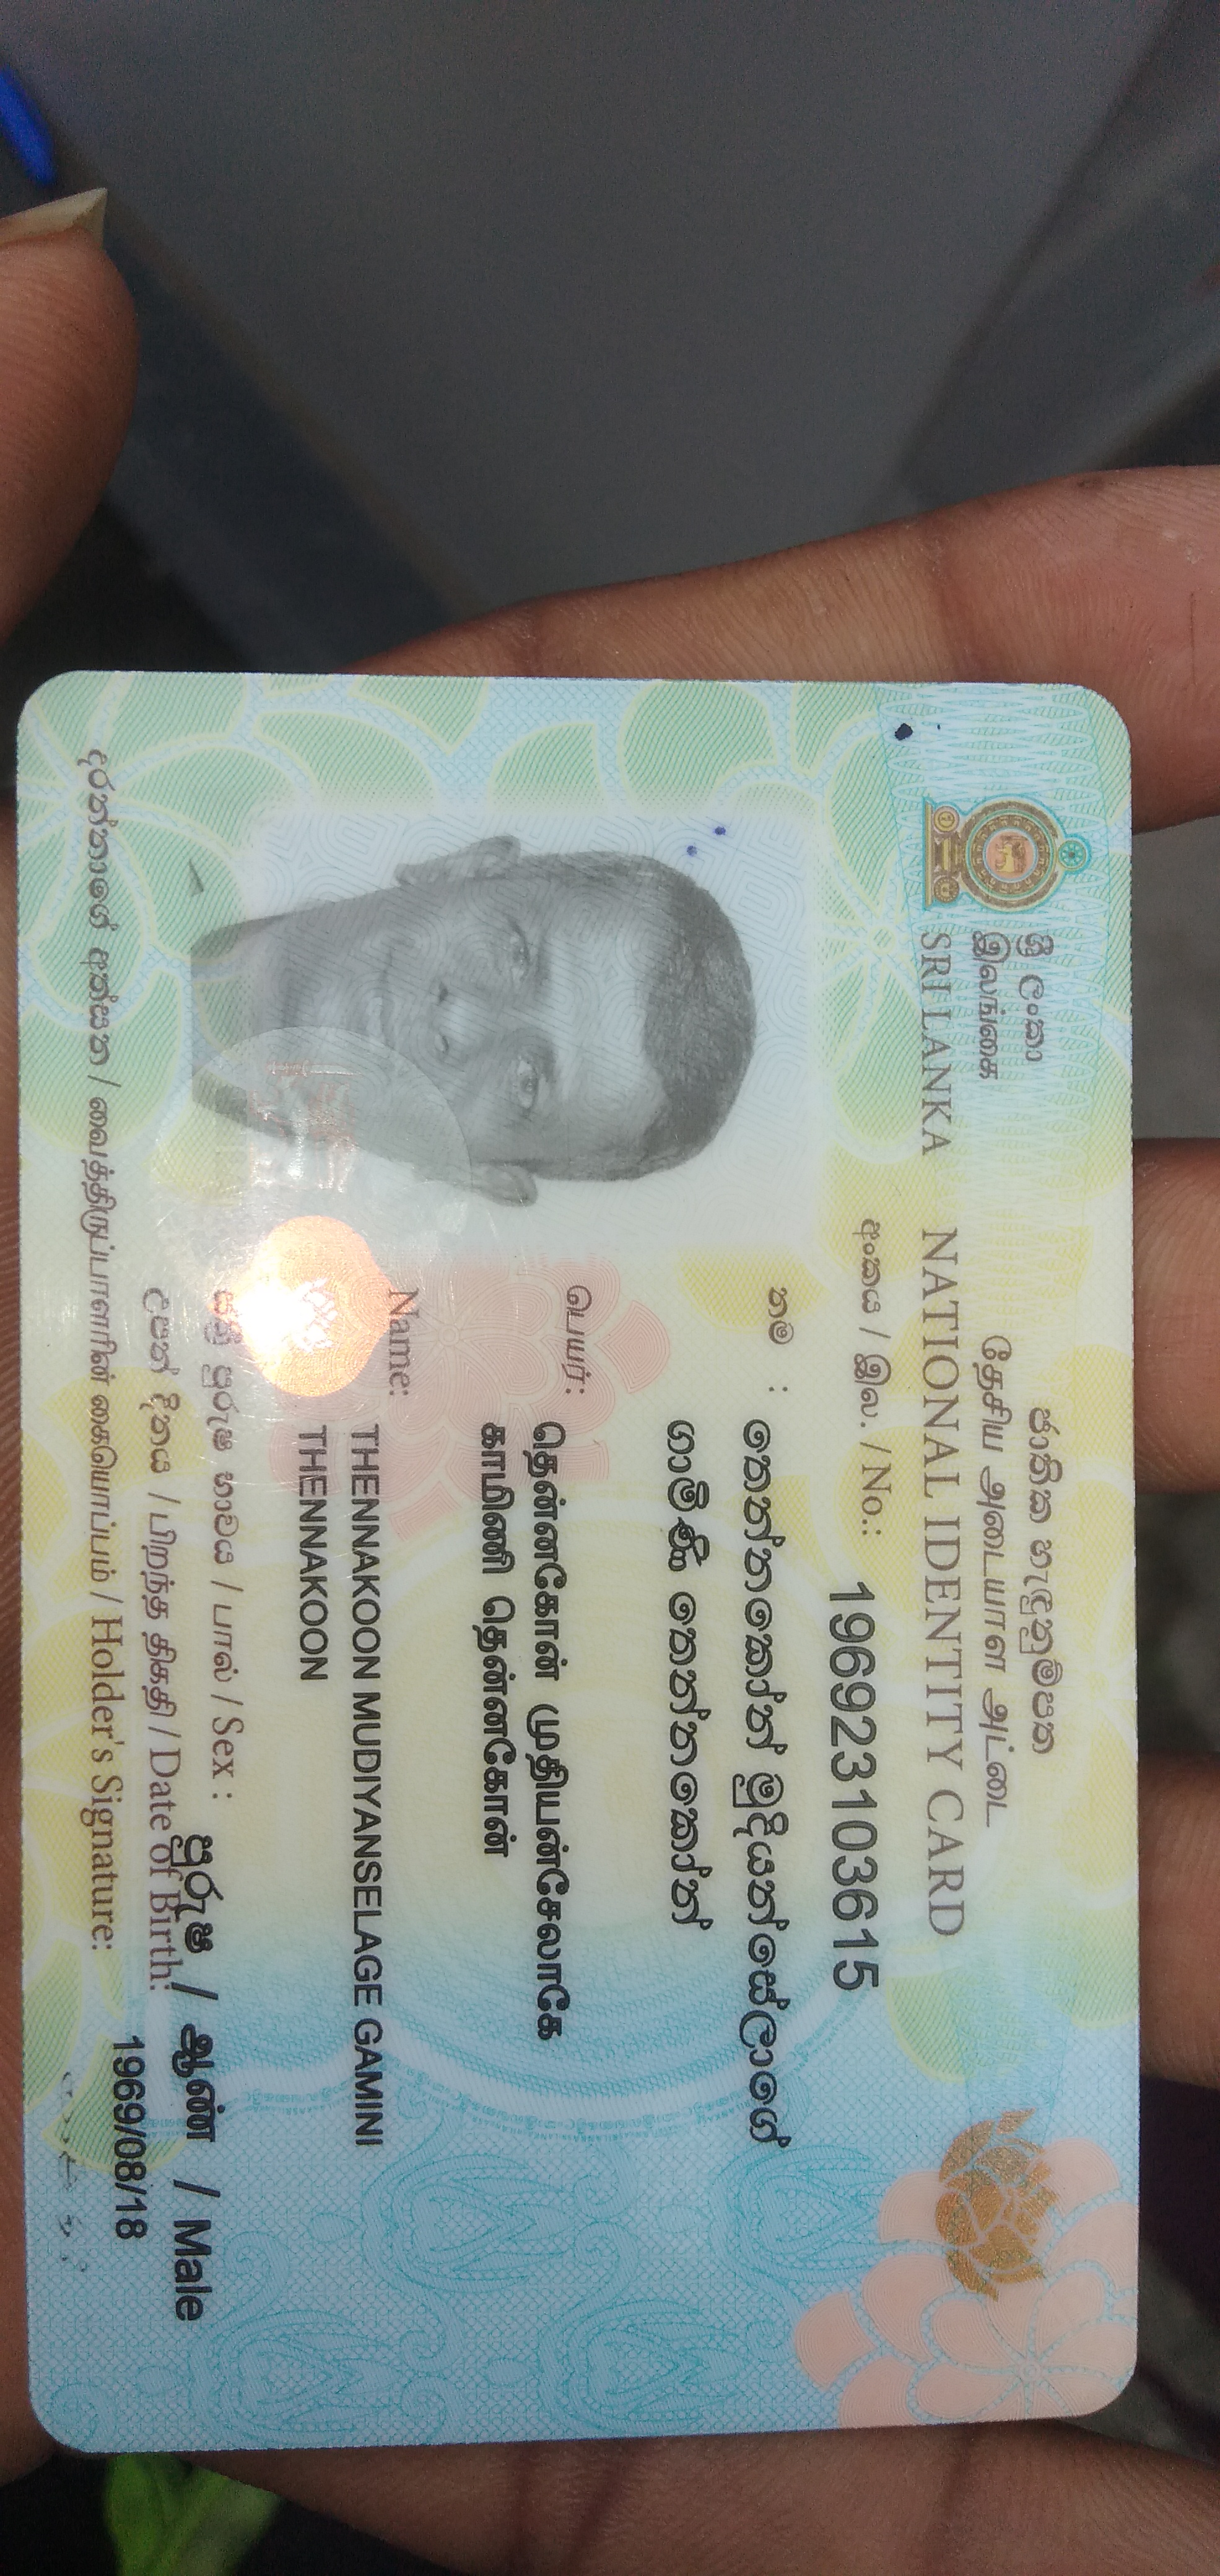 ශ්‍රී ලංකා ජාතික හැඳුනුම්පත
இலங்கை தேசிய அடையாள அட்டை
SRI LANKA NATIONAL IDENTITY CARD
අංකය / இல. / No.: 196923103615
නම : තෙන්නකෝන් මුදියන්සේලාගේ
ගාමිණී තෙන්නකෝන්
பெயர்: தென்னகோன் முதியன்சேலாகே
காமிணி தென்னகோன்
Name: THENNAKOON MUDIYANSELAGE GAMINI
THENNAKOON
ස්ත්‍රී පුරුෂ භාවය / பால் / Sex : පුරුෂ / ஆண் / Male
උපන් දිනය / பிறந்த திகதி / Date of Birth: 1969/08/18
දරන්නාගේ අත්සන / வைத்திருப்பாளரின் கையொப்பம் / Holder's Signature: